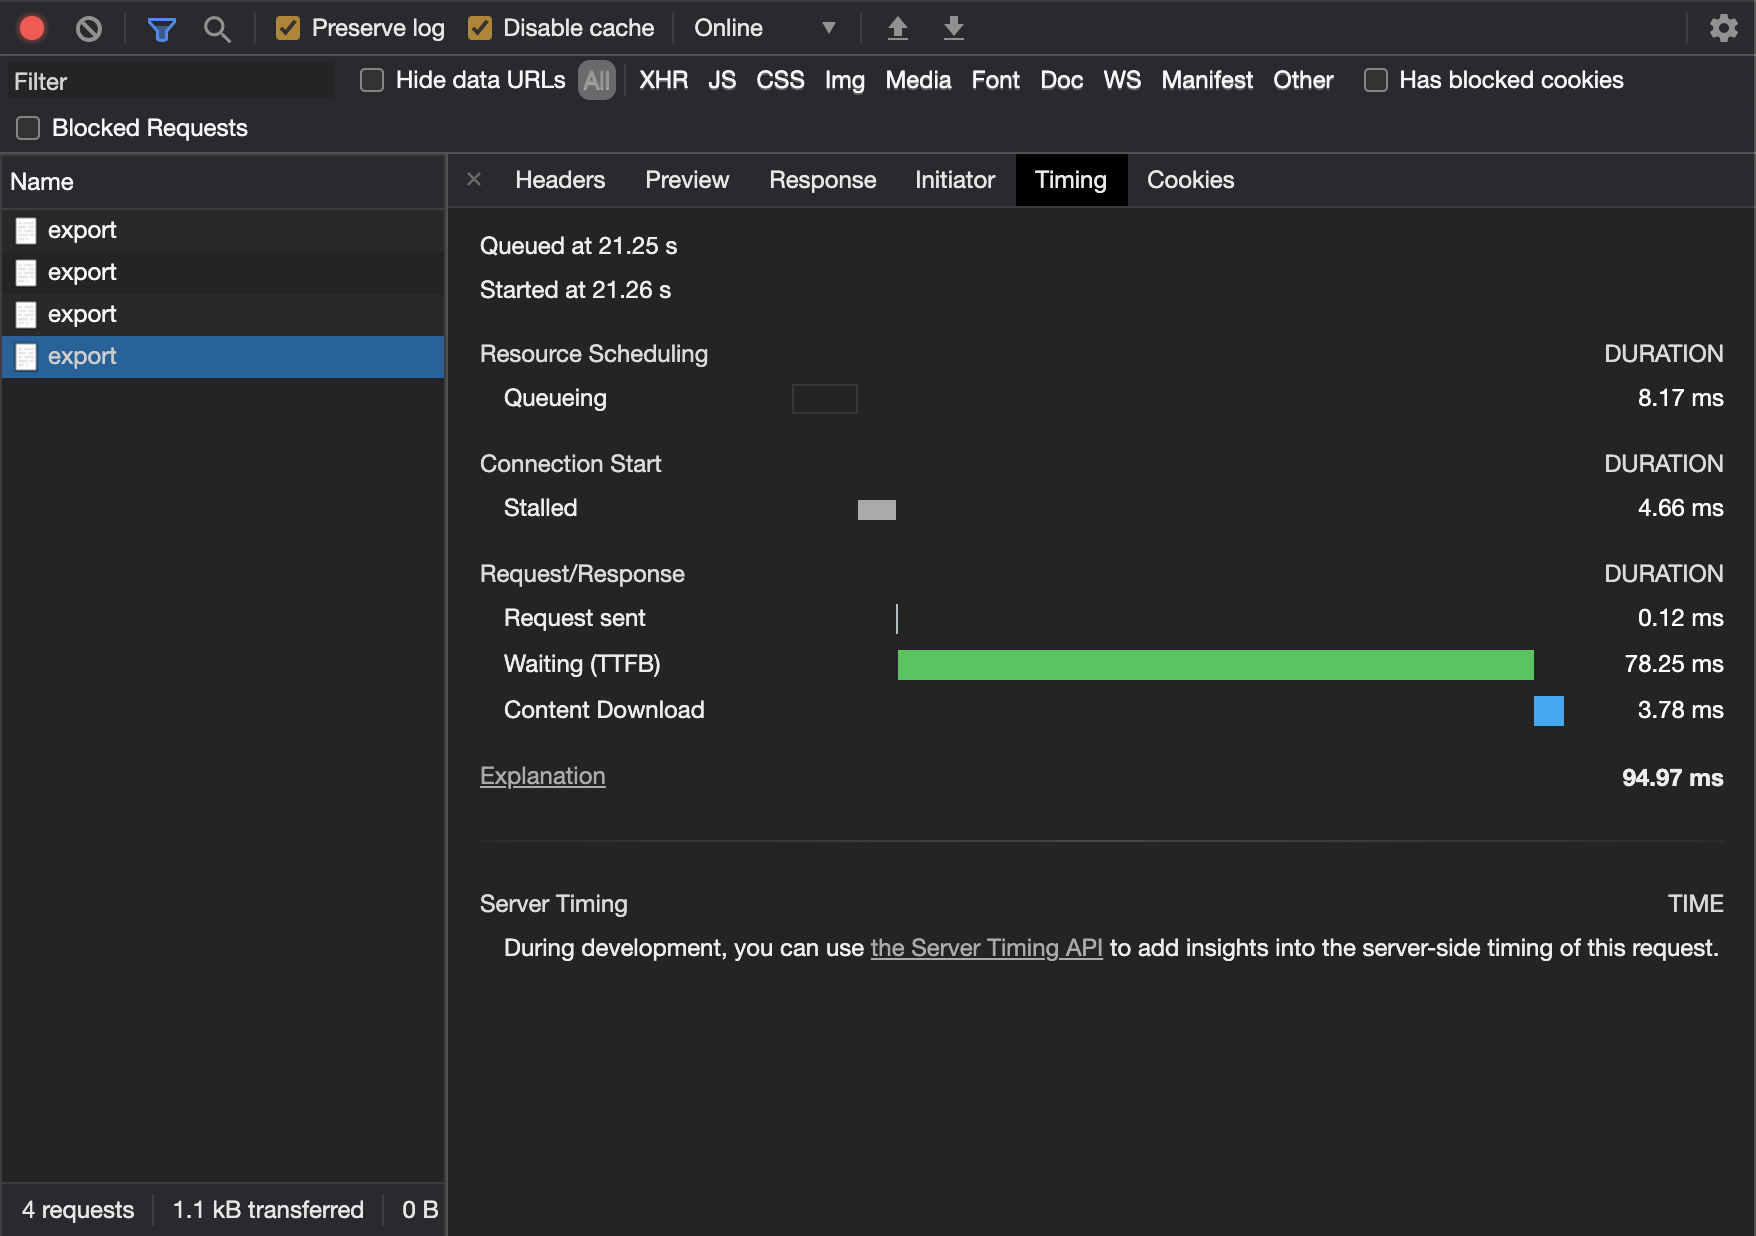 Preserve log Disable cache Online
Filter Hide data URLs All XHR JS CSS Img Media Font Doc WS Manifest Other Has blocked cookies
Blocked Requests
Name
export
export
export
export
4 requests 1.1 kB transferred 0 B
× Headers Preview Response Initiator Timing Cookies
Queued at 21.25 s
Started at 21.26 s
Resource Scheduling DURATION
Queueing 8.17 ms
Connection Start DURATION
Stalled 4.66 ms
Request/Response DURATION
Request sent 0.12 ms
Waiting (TTFB) 78.25 ms
Content Download 3.78 ms
Explanation 94.97 ms
Server Timing TIME
During development, you can use the Server Timing API to add insights into the server-side timing of this request.